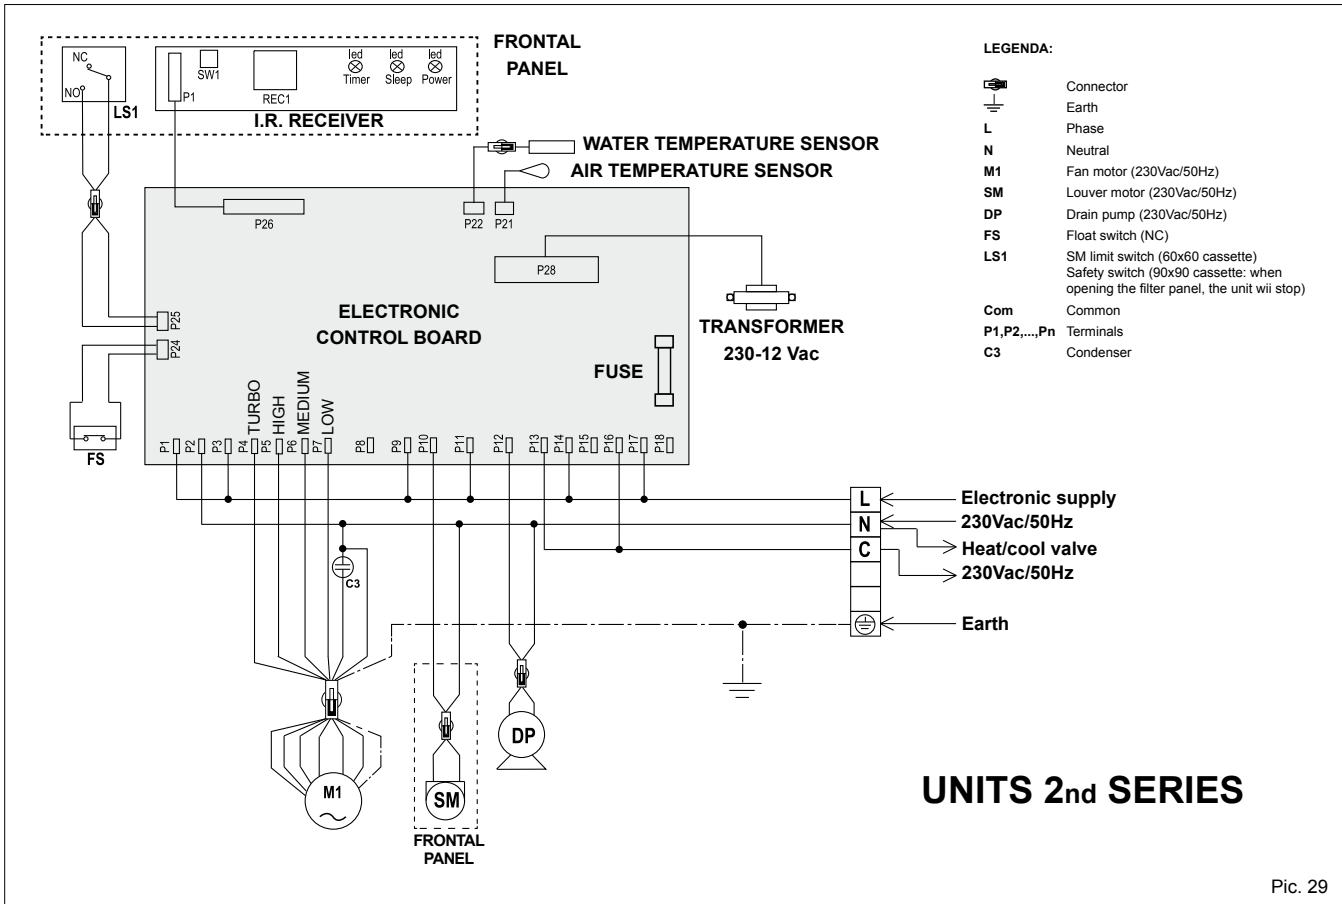 FRONTAL
PANEL
NC
NO
LS1
P1
SW1
REC1
led
Timer
led
Sleep
led
Power
I.R. RECEIVER
WATER TEMPERATURE SENSOR
AIR TEMPERATURE SENSOR
P26
P22
P21
P28
ELECTRONIC
CONTROL BOARD
TRANSFORMER
230-12 Vac
FUSE
P25
P24
FS
TURBO
HIGH
MEDIUM
LOW
P1
P2
P3
P4
P5
P6
P7
P8
P9
P10
P11
P12
P13
P14
P15
P16
P17
P18
L
N
C
Electronic supply
230Vac/50Hz
Heat/cool valve
230Vac/50Hz
Earth
C3
M1
SM
DP
FRONTAL
PANEL
LEGENDA:
Connector
Earth
L Phase
N Neutral
M1 Fan motor (230Vac/50Hz)
SM Louver motor (230Vac/50Hz)
DP Drain pump (230Vac/50Hz)
FS Float switch (NC)
LS1 SM limit switch (60x60 cassette)
Safety switch (90x90 cassette: when
opening the filter panel, the unit wii stop)
Com Common
P1,P2,...,Pn Terminals
C3 Condenser
UNITS 2nd SERIES
Pic. 29